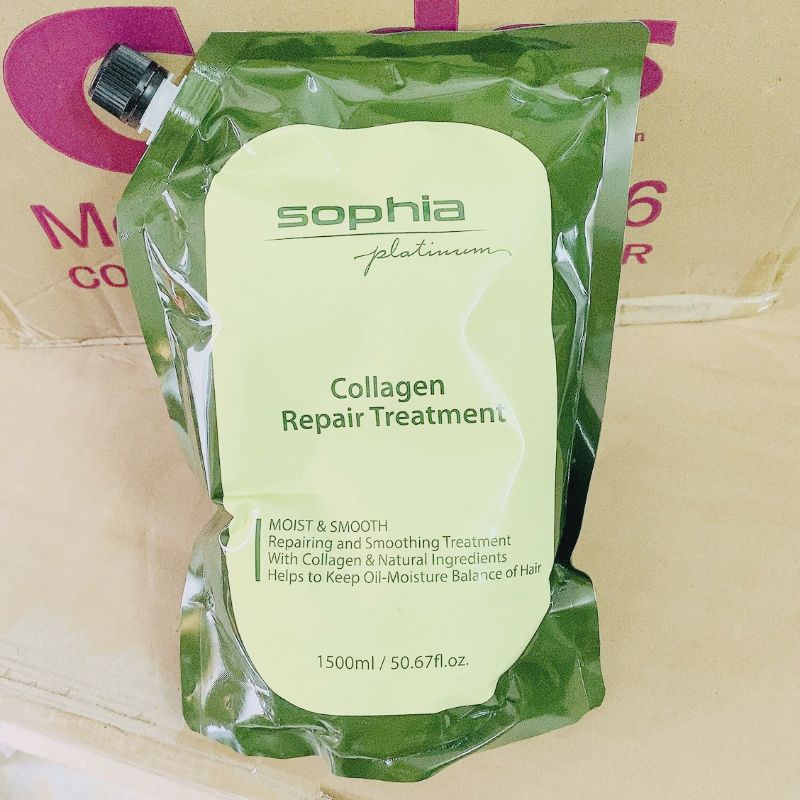 sophia
platinum
Collagen
Repair Treatment
MOIST & SMOOTH
Repairing and Smoothing Treatment
With Collagen & Natural Ingredients
Helps to Keep Oil-Moisture Balance of Hair
1500ml / 50.67fl.oz.